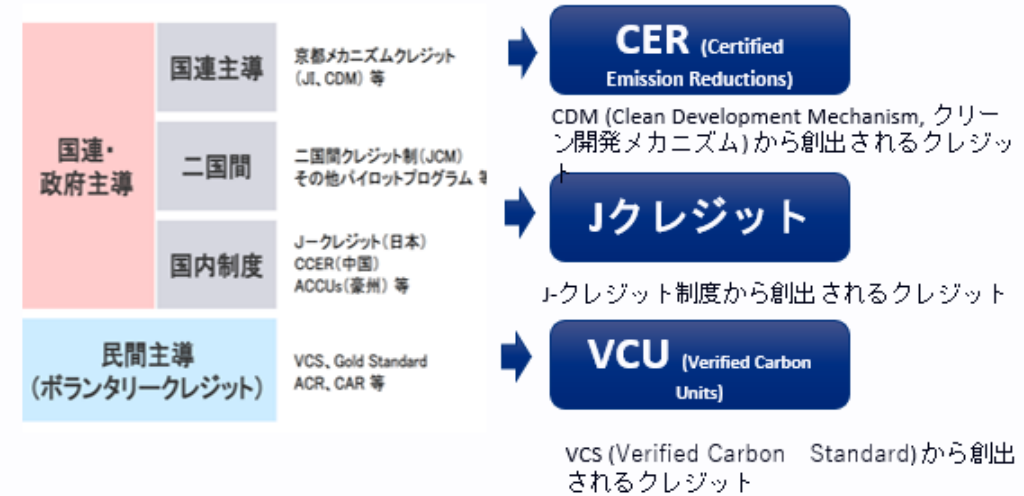 国連・
政府主導
国連主導
京都メカニズムクレジット
（JI、CDM）等
二国間
二国間クレジット制（JCM）
その他パイロットプログラム
国内制度
J－クレジット（日本）
CCER（中国）
ACCUs（豪州）等
民間主導
（ボランタリークレジット）
VCS、Gold Standard
ACR、CAR 等
CER (Certified
Emission Reductions)
CDM (Clean Development Mechanism, クリー
ン開発メカニズム) から創出されるクレジッ
ト
Jクレジット
J-クレジット制度から創出されるクレジット
VCU (Verified Carbon
Units)
VCS (Verified Carbon　Standard) から創出
されるクレジット